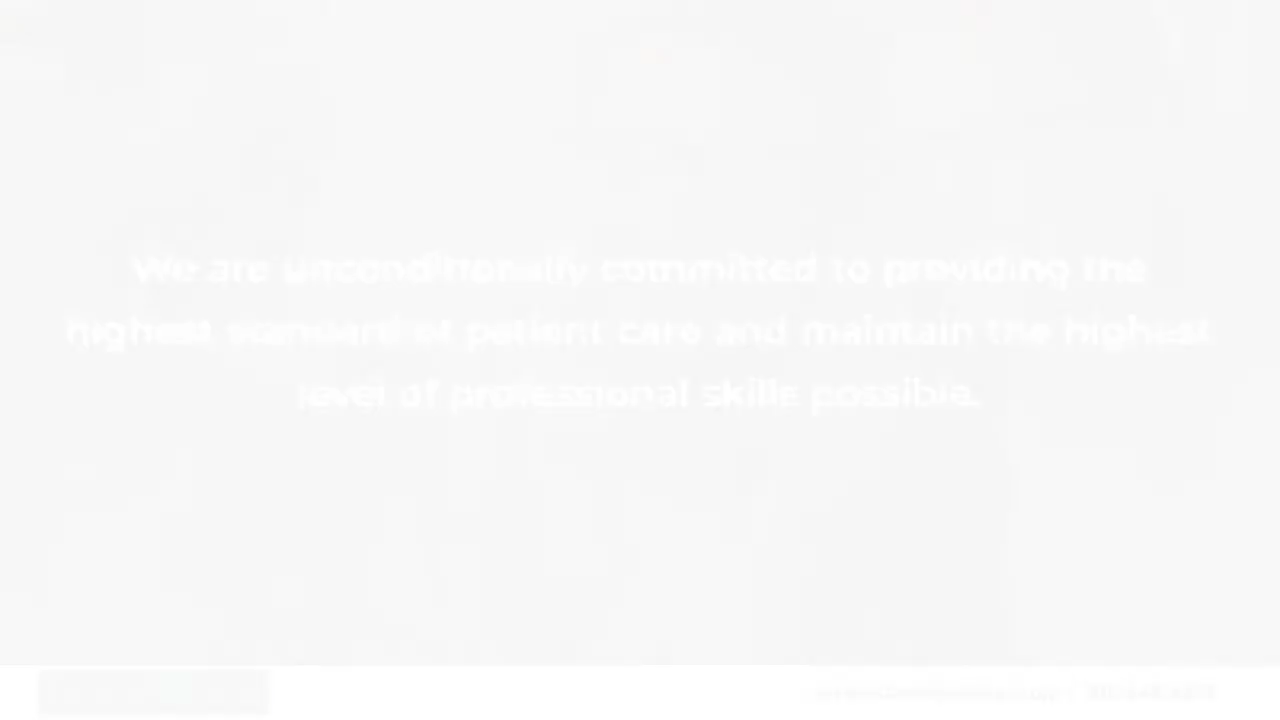 We are unconditionally committed to providing the
highest standard of patient care and maintain the highest
level of professional skills possible.